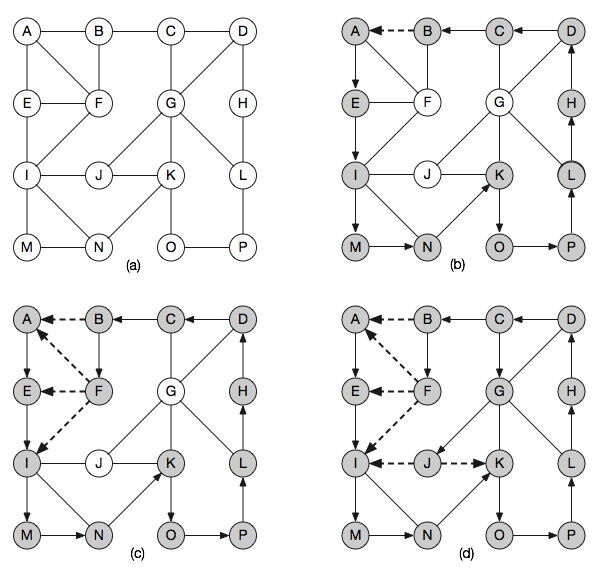 A B C D
E F G H
I J K L
M N O P
(a)
A B C D
E F G H
I J K L
M N O P
(b)
A B C D
E F G H
I J K L
M N O P
(c)
A B C D
E F G H
I J K L
M N O P
(d)